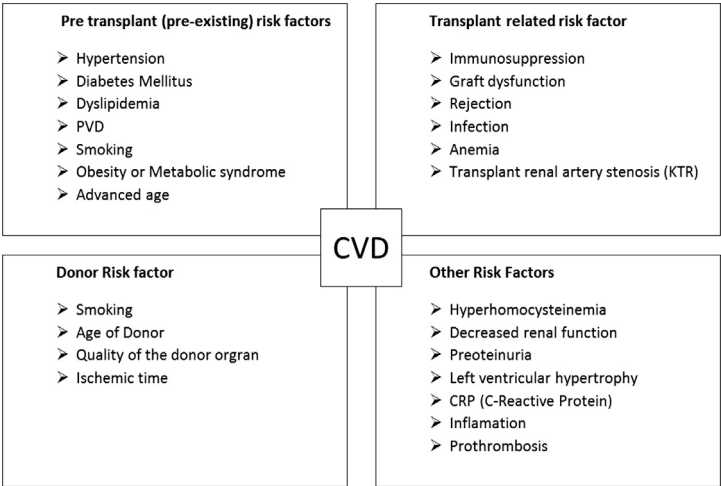 Pre transplant (pre-existing) risk factors
➢ Hypertension
➢ Diabetes Mellitus
➢ Dyslipidemia
➢ PVD
➢ Smoking
➢ Obesity or Metabolic syndrome
➢ Advanced age
Transplant related risk factor
➢ Immunosuppression
➢ Graft dysfunction
➢ Rejection
➢ Infection
➢ Anemia
➢ Transplant renal artery stenosis (KTR)
CVD
Donor Risk factor
➢ Smoking
➢ Age of Donor
➢ Quality of the donor orgran
➢ Ischemic time
Other Risk Factors
➢ Hyperhomocysteinemia
➢ Decreased renal function
➢ Preoteinuria
➢ Left ventricular hypertrophy
➢ CRP (C-Reactive Protein)
➢ Inflamation
➢ Prothrombosis